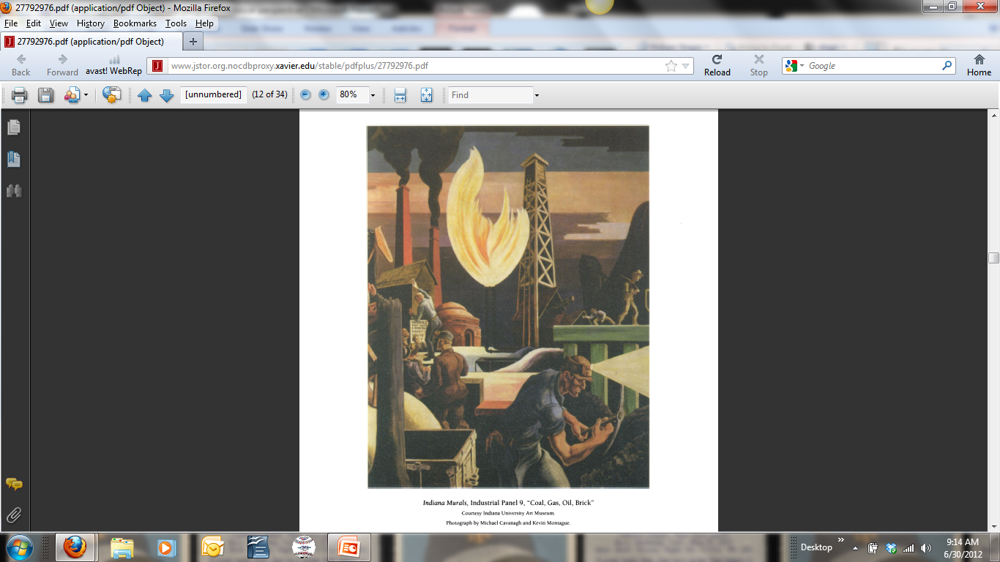 27792976.pdf (application/pdf Object) - Mozilla Firefox
File Edit View History Bookmarks Tools Help
27792976.pdf (application/pdf Object)
Back Forward avast! WebRep www.jstor.org.nocdbproxy.xavier.edu/stable/pdfplus/27792976.pdf Reload Stop Google Home
[unnumbered] (12 of 34) 80% Find
WORKS
Indiana Murals, Industrial Panel 9, "Coal, Gas, Oil, Brick"
Courtesy Indiana University Art Museum.
Photograph by Michael Cavanagh and Kevin Montague.
Desktop
9:14 AM
6/30/2012